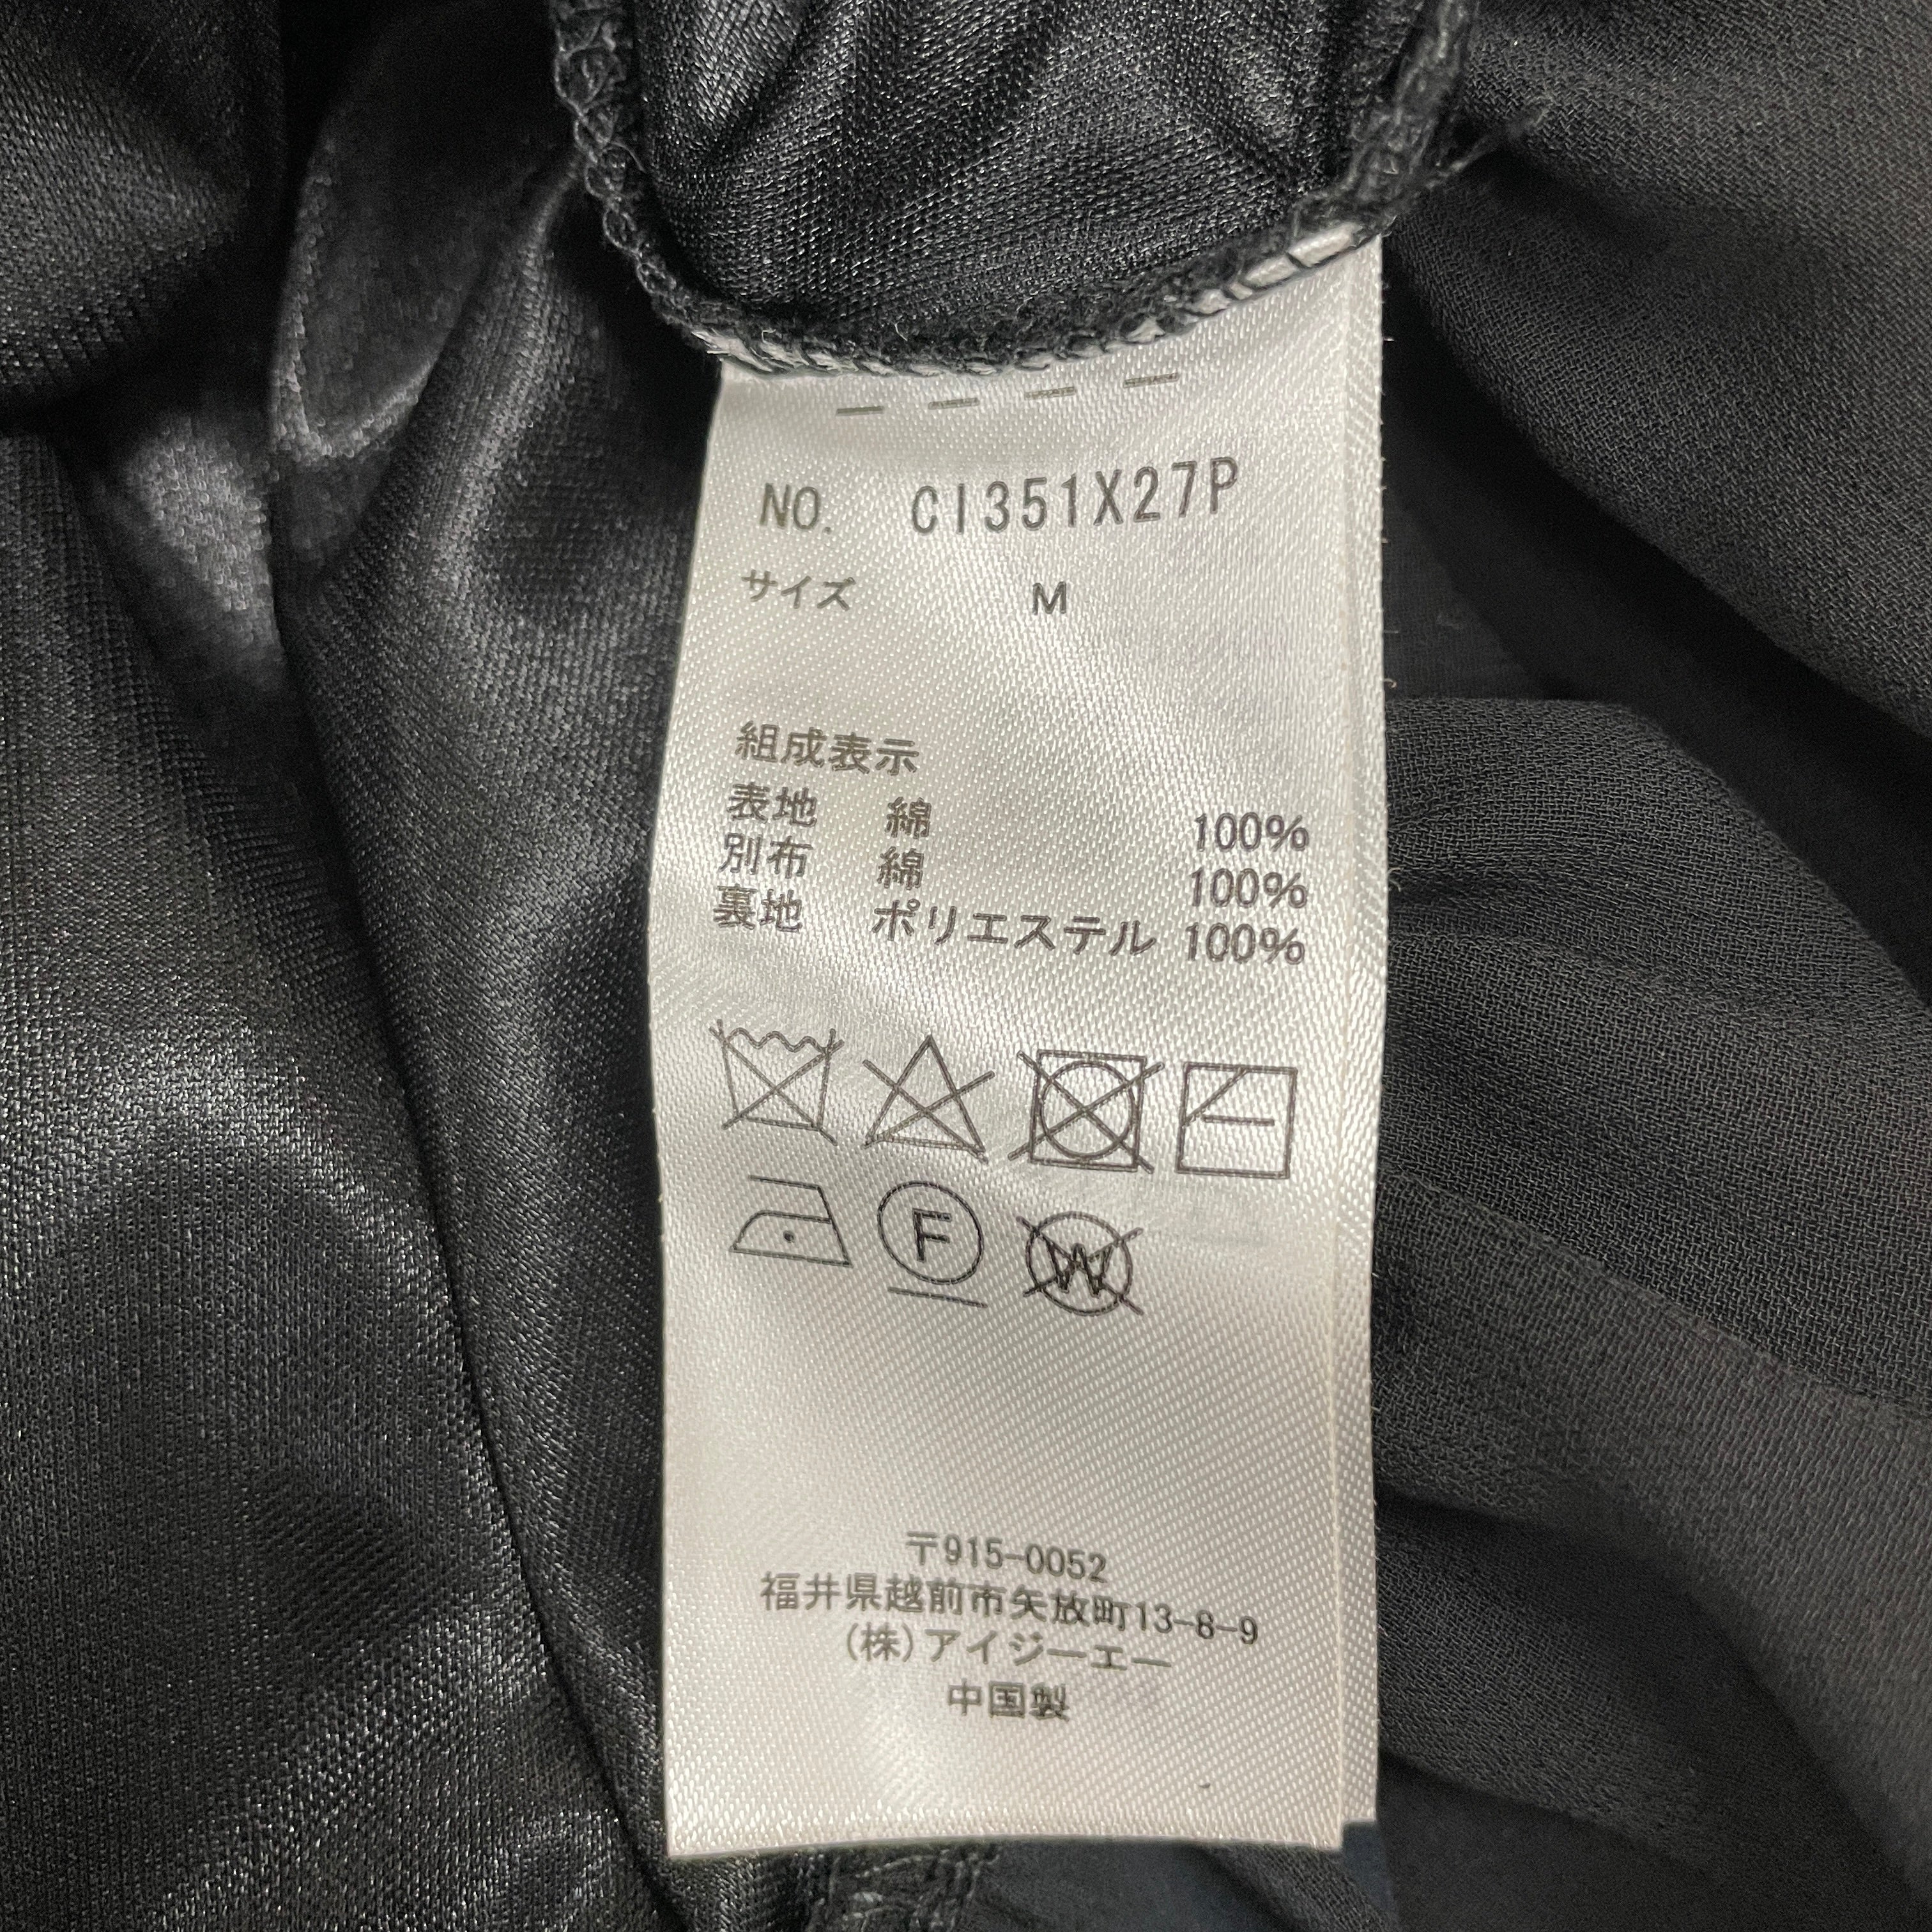 NO. CI351X27P
サイズ M
組成表示
表地 綿 100%
別布 綿 100%
裏地 ポリエステル 100%
F W
〒915-0052
福井県越前市矢放町13-8-9
(株)アイジーエー
中国製